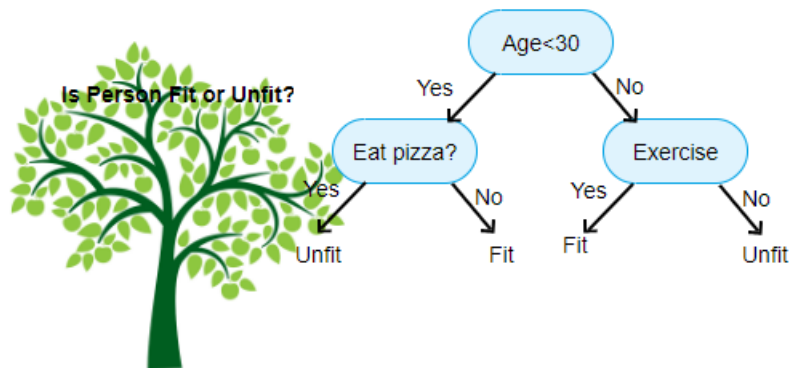 Is Person Fit or Unfit?
Age<30
Yes
No
Eat pizza?
Exercise
Yes
No
Yes
No
Unfit
Fit
Fit
Unfit